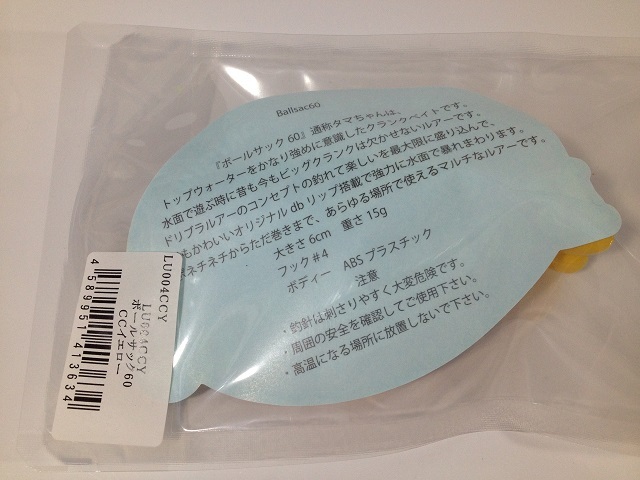 Ballsac60
『ボールサック 60』通称タマちゃんは、
トップウォーターをかなり強めに意識したクランクベイトです。
水面で遊ぶ時に昔も今もビッグクランクは欠かせないルアーです。
ドリプラルアーのコンセプトの釣れて楽しいを最大限に盛り込んで、
もかわいいオリジナル db リップ搭載で強力に水面で暴れまわります。
ネチネチからただ巻きまで、あらゆる場所で使えるマルチなルアーです。
大きさ 6cm 重さ 15g
フック #4
ボディー ABS プラスチック
注意
・釣針は刺さりやすく大変危険です。
・周囲の安全を確認してご使用下さい。
・高温になる場所に放置しないで下さい。
LU004CCY
LU004CCY
ボールサック60
CCイエロー
4 589951 413634